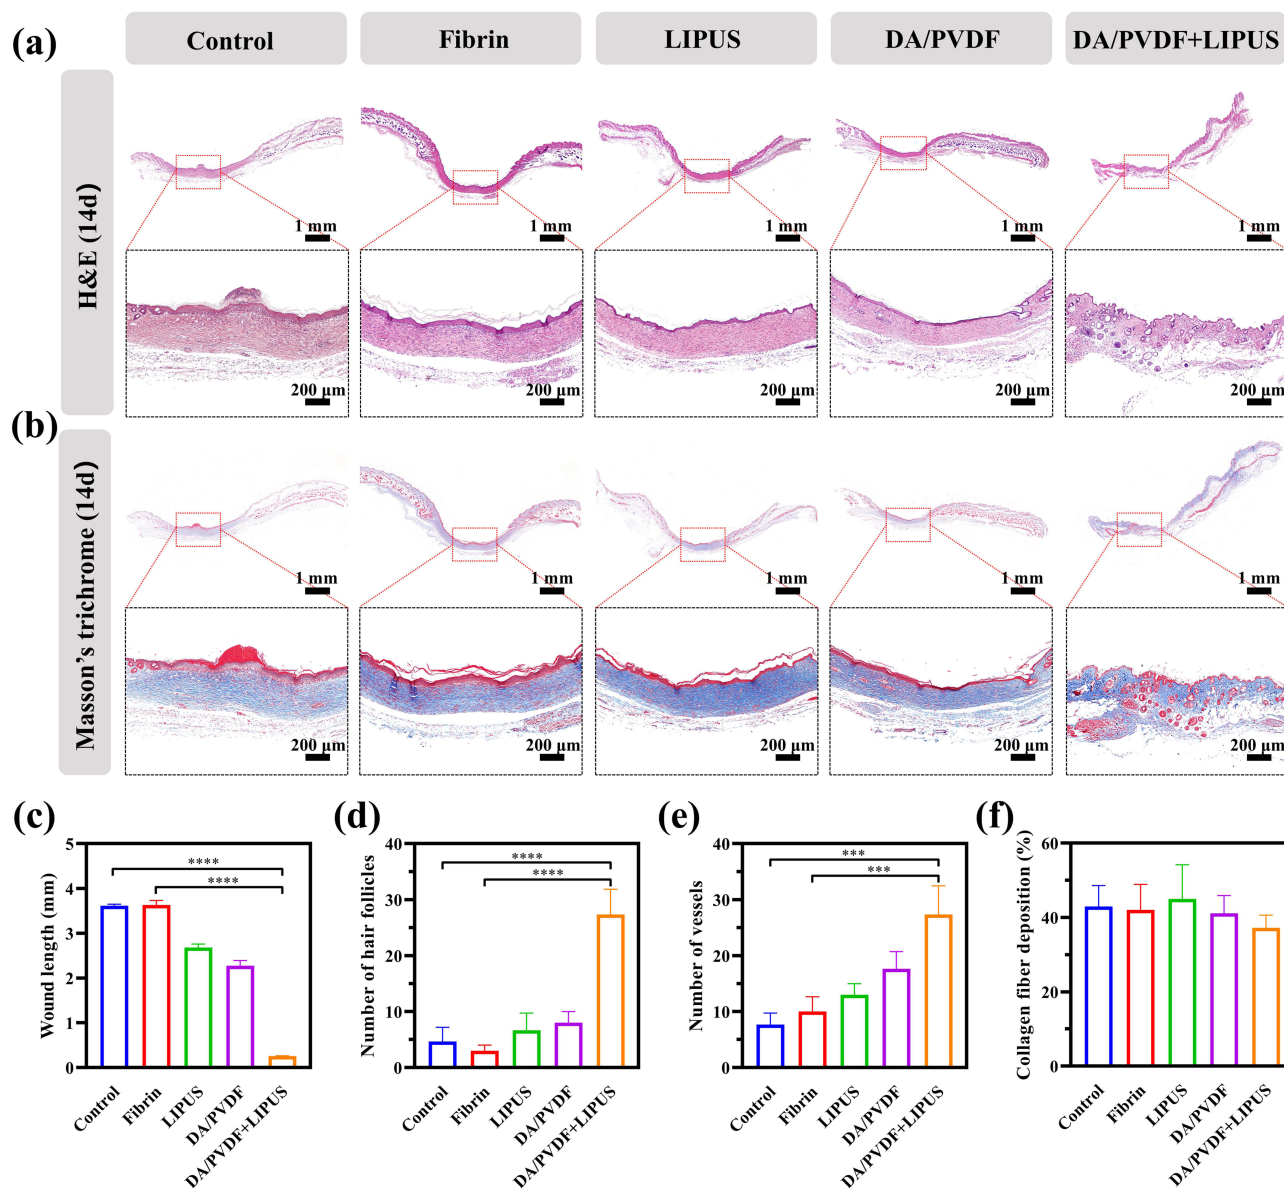 (a)
Control
Fibrin
LIPUS
DA/PVDF
DA/PVDF+LIPUS
H&E (14d)
1 mm
1 mm
1 mm
1 mm
1 mm
200 μm
200 μm
200 μm
200 μm
200 μm
(b)
Masson's trichrome (14d)
1 mm
1 mm
1 mm
1 mm
1 mm
200 μm
200 μm
200 μm
200 μm
200 μm
(c)
Wound length (mm)
5
4
3
2
1
0
****
****
Control
Fibrin
LIPUS
DA/PVDF
DA/PVDF+LIPUS
(d)
Number of hair follicles
40
30
20
10
0
****
****
Control
Fibrin
LIPUS
DA/PVDF
DA/PVDF+LIPUS
(e)
Number of vessels
40
30
20
10
0
***
***
Control
Fibrin
LIPUS
DA/PVDF
DA/PVDF+LIPUS
(f)
Collagen fiber deposition (%)
60
40
20
0
Control
Fibrin
LIPUS
DA/PVDF
DA/PVDF+LIPUS